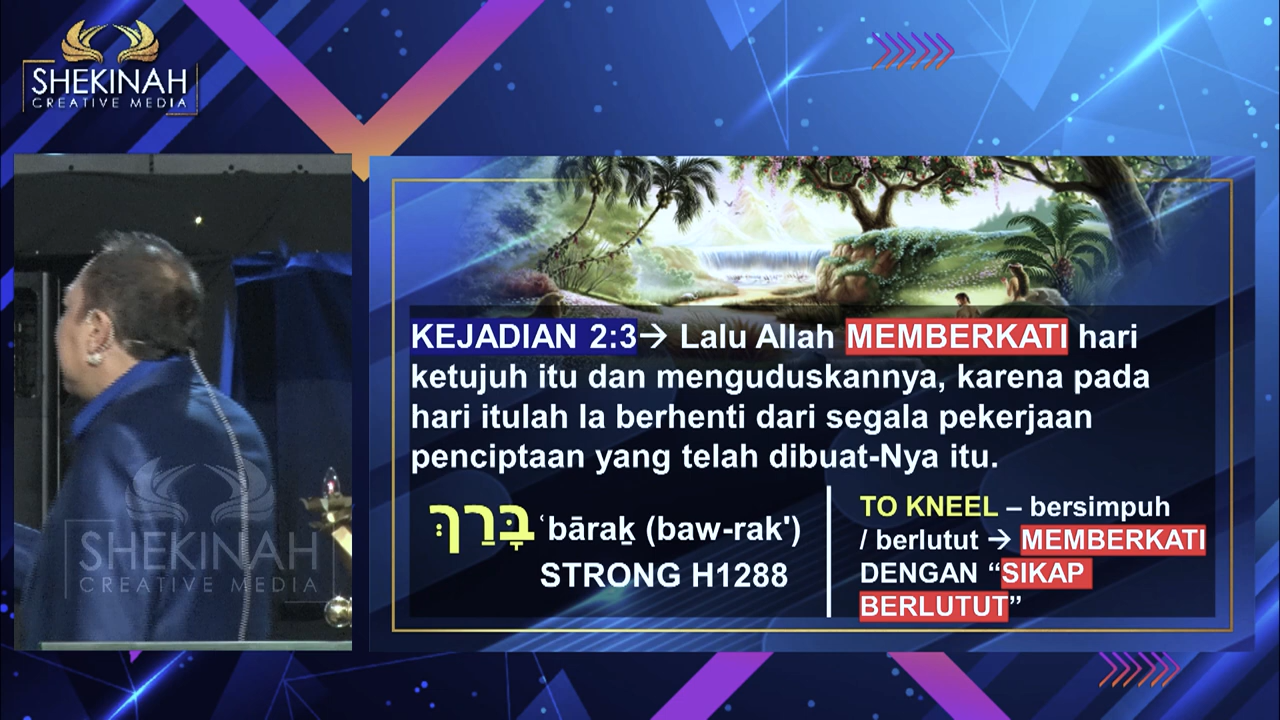 SHEKINAH
CREATIVE MEDIA
SHEKINAH
CREATIVE MEDIA
KEJADIAN 2:3→ Lalu Allah MEMBERKATI hari
ketujuh itu dan menguduskannya, karena pada
hari itulah Ia berhenti dari segala pekerjaan
penciptaan yang telah dibuat-Nya itu.
בָּרַךְ ʿbāraḵ (baw-rak')
STRONG H1288
TO KNEEL – bersimpuh
/ berlutut → MEMBERKATI
DENGAN “SIKAP
BERLUTUT”